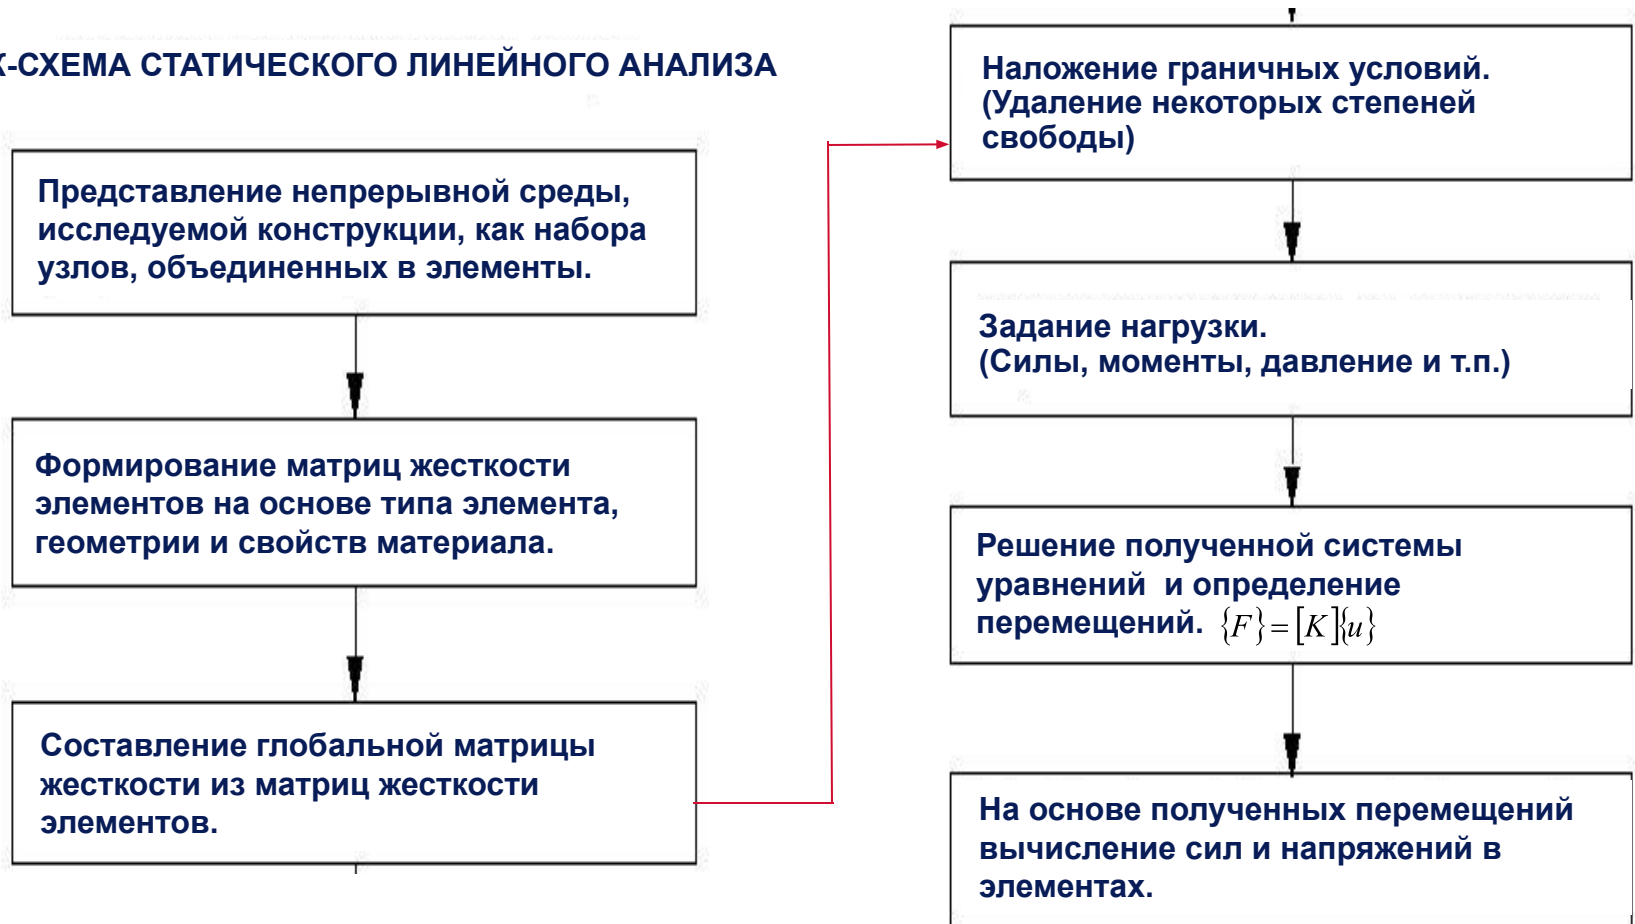 К-СХЕМА СТАТИЧЕСКОГО ЛИНЕЙНОГО АНАЛИЗА
Представление непрерывной среды,
исследуемой конструкции, как набора
узлов, объединенных в элементы.
Формирование матриц жесткости
элементов на основе типа элемента,
геометрии и свойств материала.
Составление глобальной матрицы
жесткости из матриц жесткости
элементов.
Наложение граничных условий.
(Удаление некоторых степеней
свободы)
Задание нагрузки.
(Силы, моменты, давление и т.п.)
Решение полученной системы
уравнений и определение
перемещений. {F}=[K]{u}
На основе полученных перемещений
вычисление сил и напряжений в
элементах.